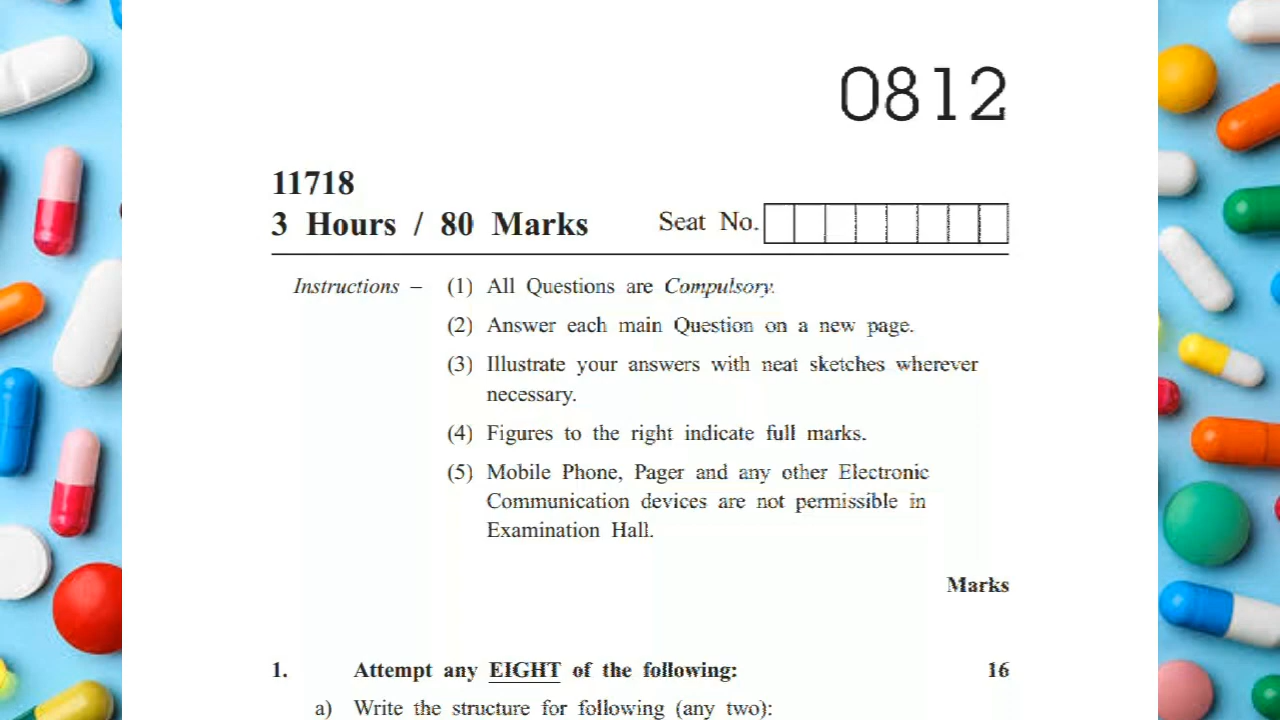 0812
11718
3 Hours / 80 Marks Seat No.
Instructions – (1) All Questions are Compulsory.
(2) Answer each main Question on a new page.
(3) Illustrate your answers with neat sketches wherever
necessary.
(4) Figures to the right indicate full marks.
(5) Mobile Phone, Pager and any other Electronic
Communication devices are not permissible in
Examination Hall.
Marks
1. Attempt any EIGHT of the following: 16
a) Write the structure for following (any two):